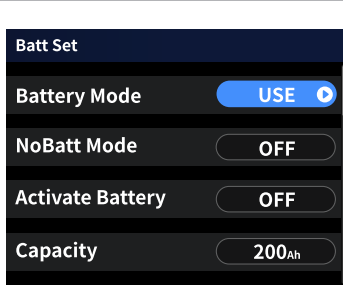 Batt Set
Battery Mode USE
NoBatt Mode OFF
Activate Battery OFF
Capacity 200Ah